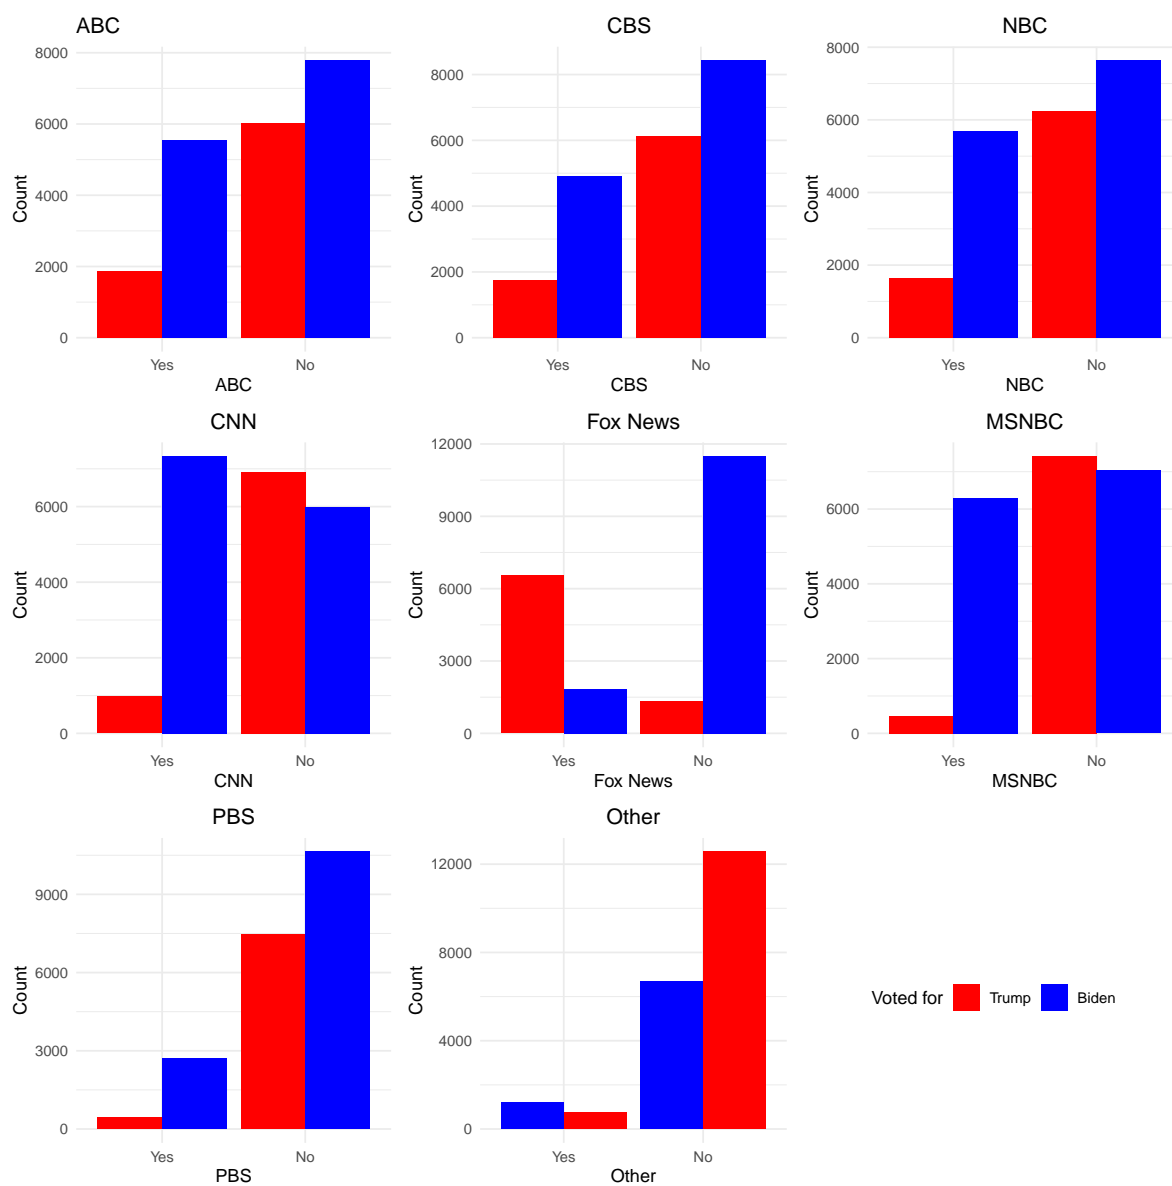 ABC
8000
6000
4000
2000
0
Count
Yes No
ABC
CBS
8000
6000
4000
2000
0
Count
Yes No
CBS
NBC
8000
6000
4000
2000
0
Count
Yes No
NBC
CNN
6000
4000
2000
0
Count
Yes No
CNN
Fox News
12000
9000
6000
3000
0
Count
Yes No
Fox News
MSNBC
6000
4000
2000
0
Count
Yes No
MSNBC
PBS
9000
6000
3000
0
Count
Yes No
PBS
Other
12000
8000
4000
0
Count
Yes No
Other
Voted for Trump Biden